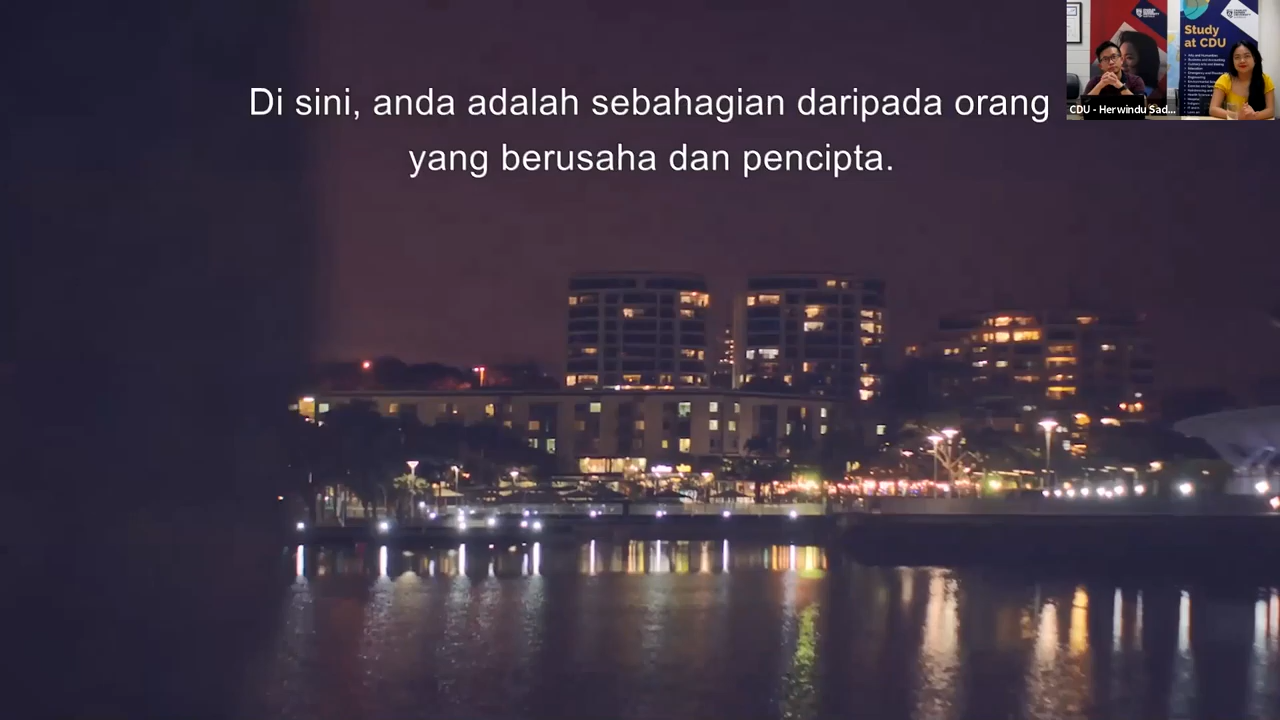 Di sini, anda adalah sebahagian daripada orang
yang berusaha dan pencipta.
Study
at CDU
CDU - Herwindu Sad...